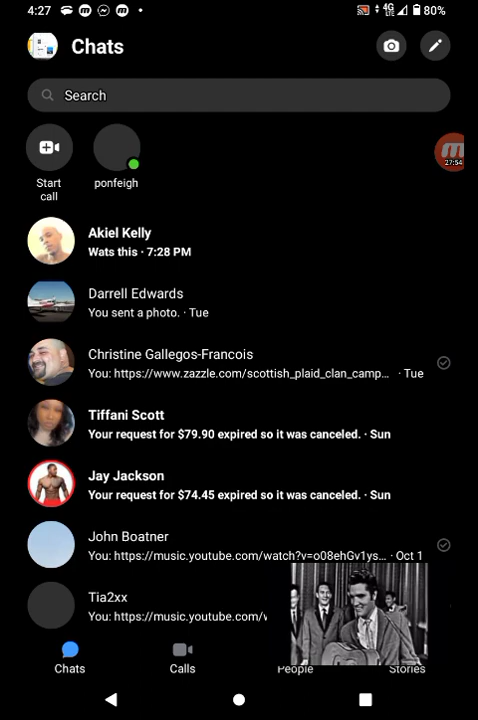 4:27
4G
LTE
80%
Chats
Search
27:54
Start
call
ponfeigh
Akiel Kelly
Wats this · 7:28 PM
Darrell Edwards
You sent a photo. · Tue
Christine Gallegos-Francois
You: https://www.zazzle.com/scottish_plaid_clan_camp... · Tue
Tiffani Scott
Your request for $79.90 expired so it was canceled. · Sun
Jay Jackson
Your request for $74.45 expired so it was canceled. · Sun
John Boatner
You: https://music.youtube.com/watch?v=o08ehGv1ys... · Oct 1
Tia2xx
You: https://music.youtube.com/
Chats
Calls
People
Stories